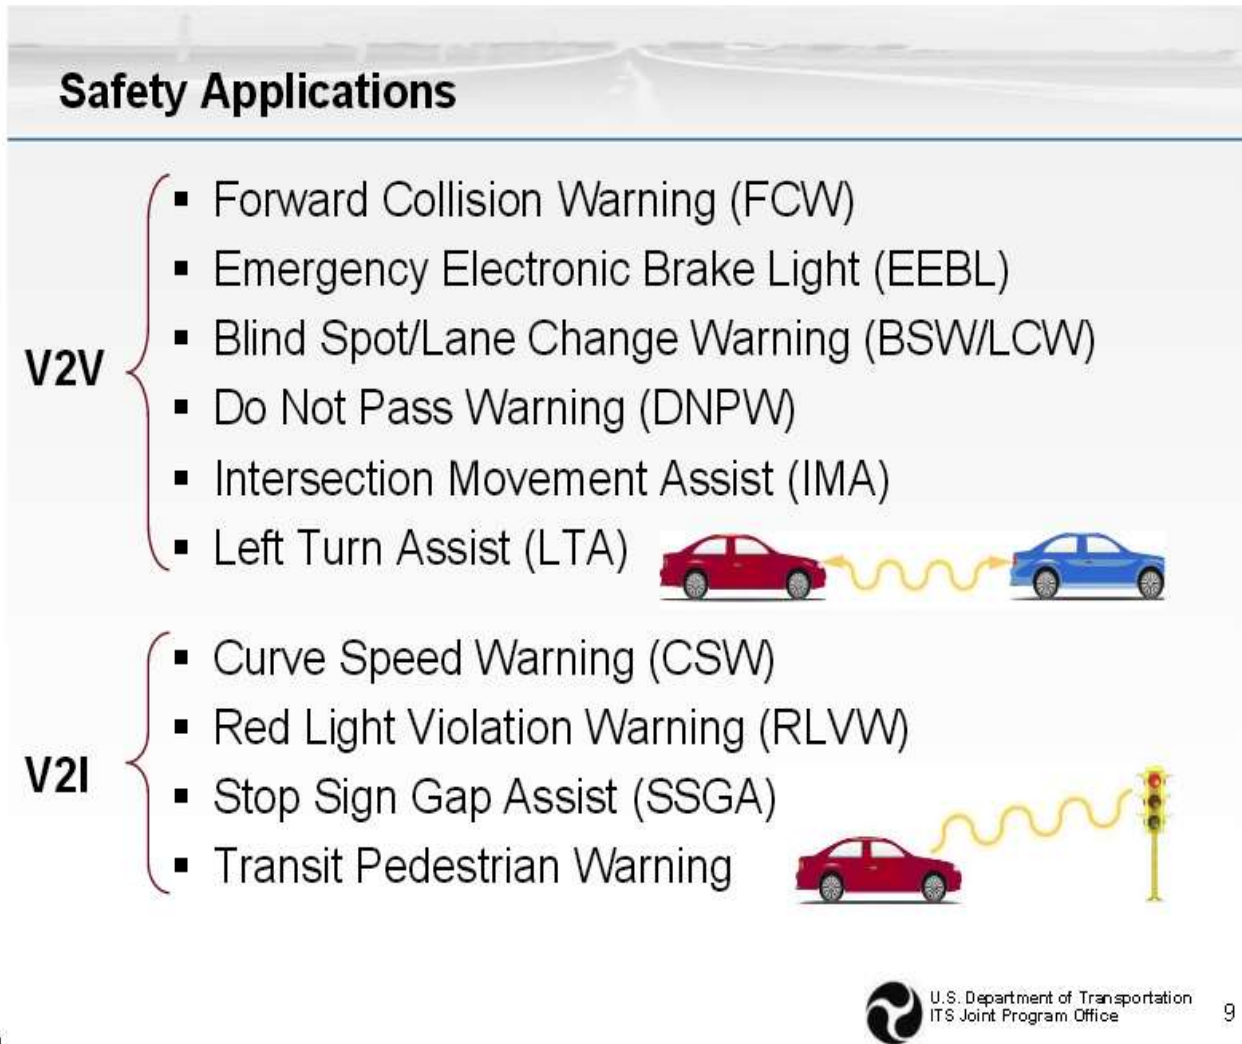 Safety Applications
V2V
▪ Forward Collision Warning (FCW)
▪ Emergency Electronic Brake Light (EEBL)
▪ Blind Spot/Lane Change Warning (BSW/LCW)
▪ Do Not Pass Warning (DNPW)
▪ Intersection Movement Assist (IMA)
▪ Left Turn Assist (LTA)
V2I
▪ Curve Speed Warning (CSW)
▪ Red Light Violation Warning (RLVW)
▪ Stop Sign Gap Assist (SSGA)
▪ Transit Pedestrian Warning
U.S. Department of Transportation
ITS Joint Program Office
9